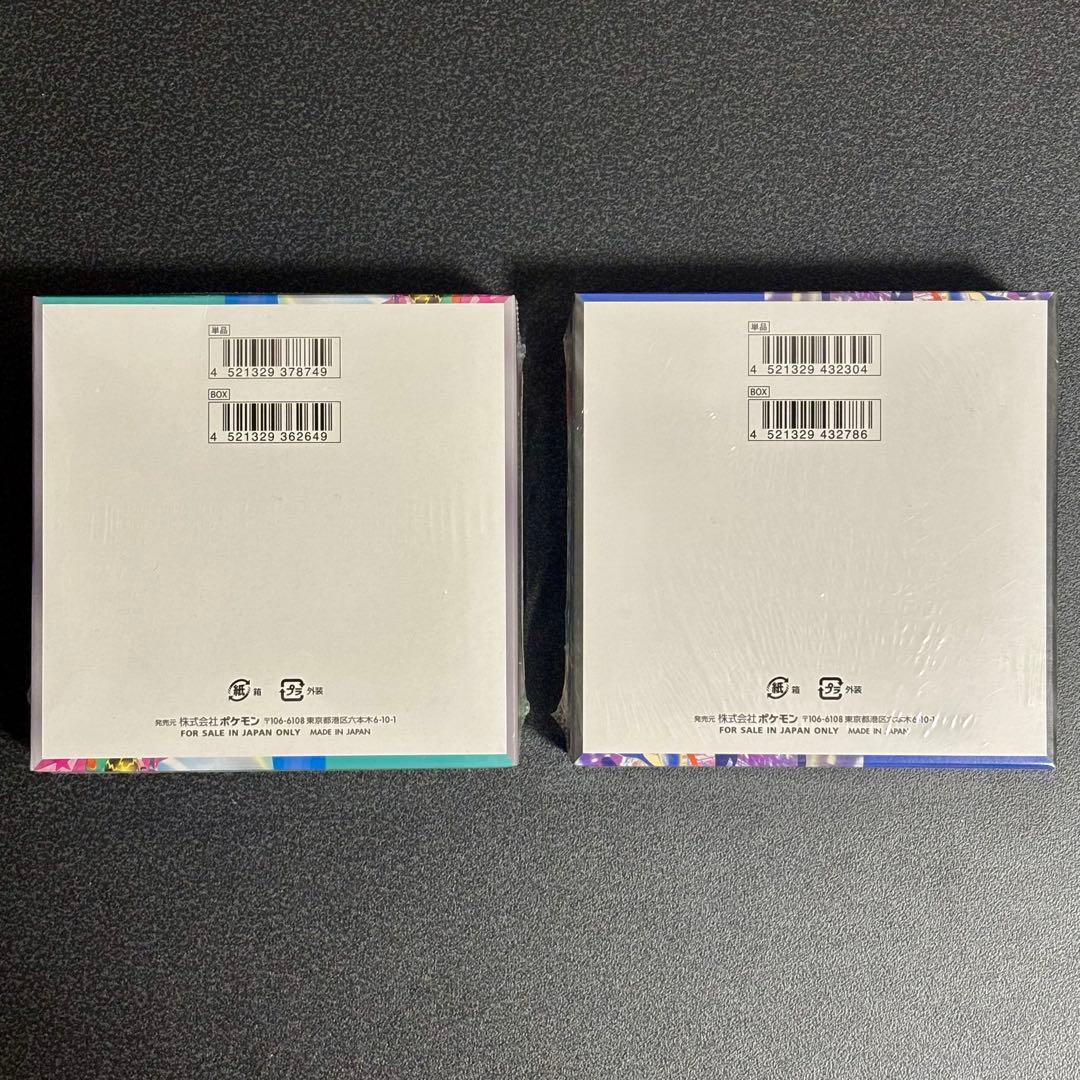 単品
4 521329 378749
BOX
4 521329 362649
紙 箱 プラ 外装
発売元 株式会社 ポケモン 〒106-6108 東京都港区六本木6-10-1
FOR SALE IN JAPAN ONLY MADE IN JAPAN
単品
4 521329 432304
BOX
4 521329 432786
紙 箱 プラ 外装
発売元 株式会社 ポケモン 〒106-6108 東京都港区六本木6-10-1
FOR SALE IN JAPAN ONLY MADE IN JAPAN